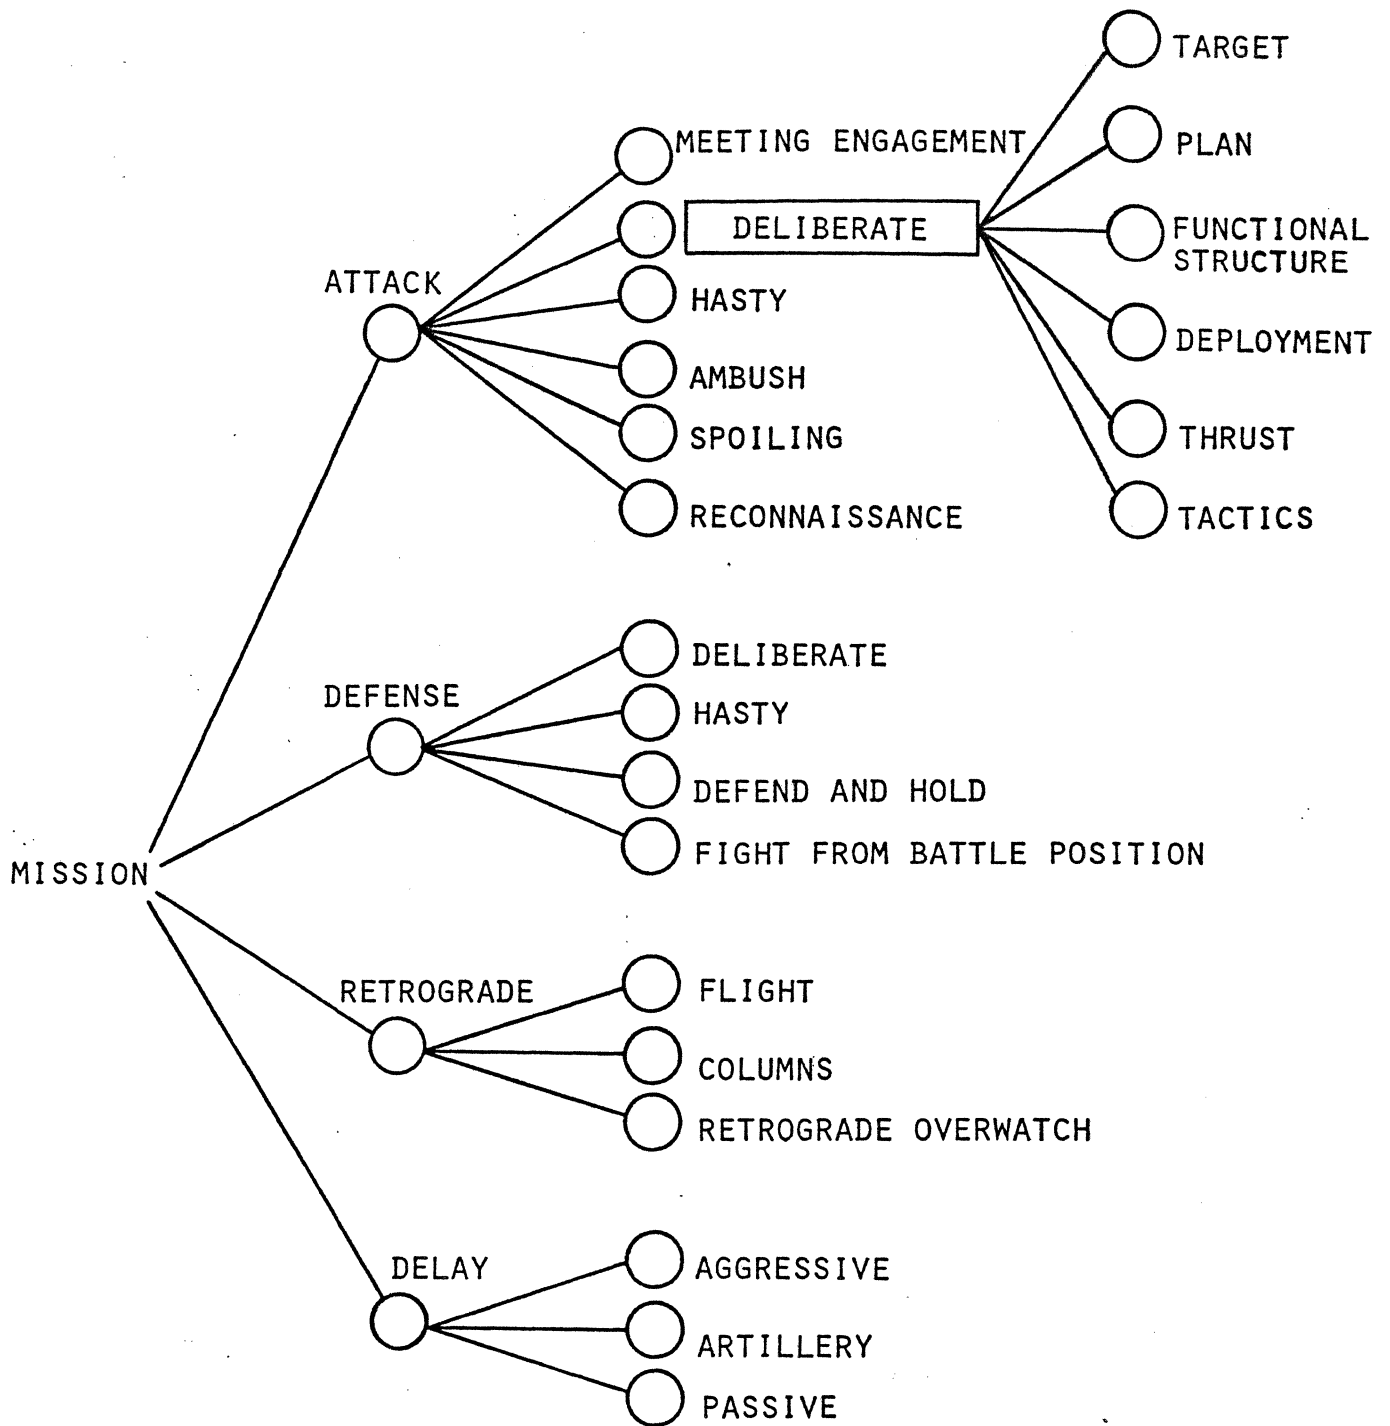 TARGET
MEETING ENGAGEMENT
PLAN
DELIBERATE
FUNCTIONAL
STRUCTURE
ATTACK
HASTY
DEPLOYMENT
AMBUSH
SPOILING
THRUST
RECONNAISSANCE
TACTICS
DELIBERATE
DEFENSE
HASTY
DEFEND AND HOLD
FIGHT FROM BATTLE POSITION
MISSION
RETROGRADE
FLIGHT
COLUMNS
RETROGRADE OVERWATCH
DELAY
AGGRESSIVE
ARTILLERY
PASSIVE